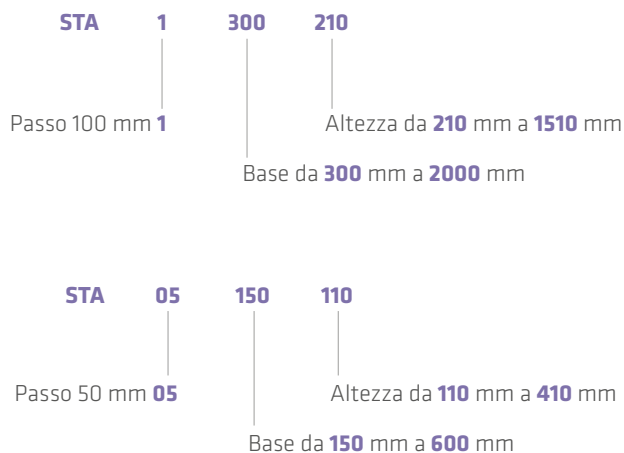 STA 1 300 210
Passo 100 mm 1 Altezza da 210 mm a 1510 mm
Base da 300 mm a 2000 mm
STA 05 150 110
Passo 50 mm 05 Altezza da 110 mm a 410 mm
Base da 150 mm a 600 mm